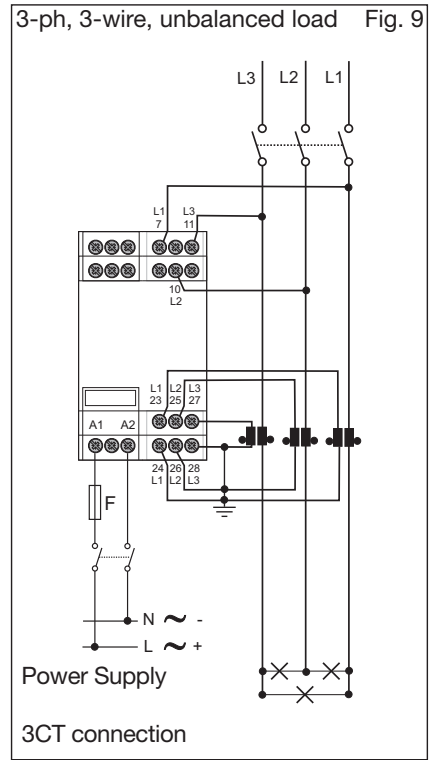 3-ph, 3-wire, unbalanced load Fig. 9
L3 L2 L1
L1 L3
7 11
10
L2
L1 L2 L3
23 25 27
A1 A2
24 26 28
L1 L2 L3
F
N ~ -
L ~ +
Power Supply
3CT connection